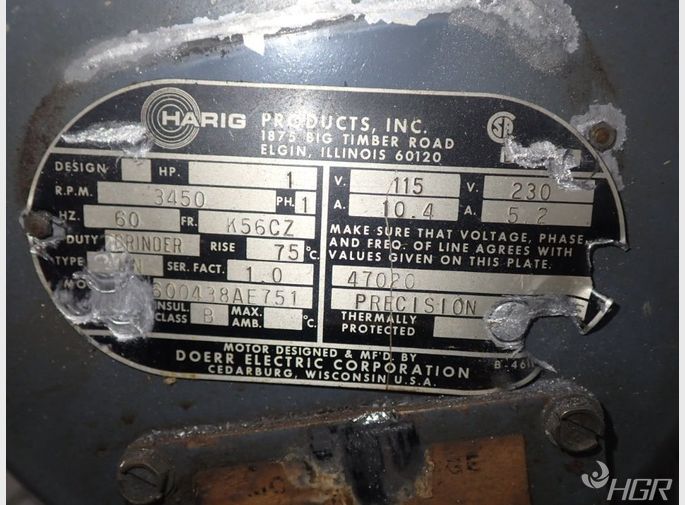 HARIG PRODUCTS, INC.
1875 BIG TIMBER ROAD
ELGIN, ILLINOIS 60120
SA
DESIGN HP. 1
R.P.M. 3450 PH. 1
HZ. 60 FR. K56CZ
DUTY GRINDER RISE 75 °C.
TYPE SER. FACT. 1.0
600438AE751
INSUL. CLASS B MAX. AMB. °C.
V. 115 V. 230
A. 10.4 A. 5.2
MAKE SURE THAT VOLTAGE, PHASE
AND FREQ. OF LINE AGREES WITH
VALUES GIVEN ON THIS PLATE.
47020
PRECISION
THERMALLY PROTECTED
MOTOR DESIGNED & MF'D. BY
DOERR ELECTRIC CORPORATION
CEDARBURG, WISCONSIN U.S.A.
B-461
HGR